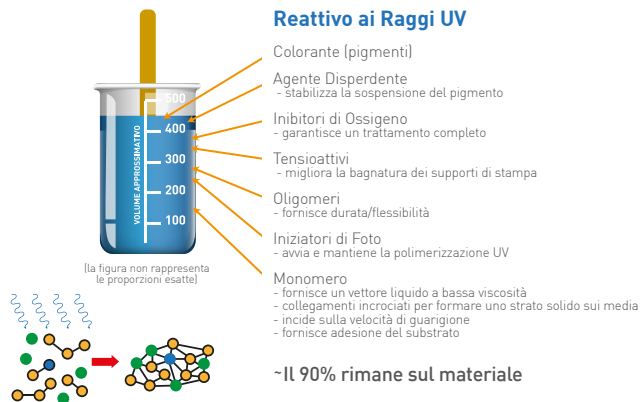 Reattivo ai Raggi UV
Colorante (pigmenti)
Agente Disperdente
- stabilizza la sospensione del pigmento
Inibitori di Ossigeno
- garantisce un trattamento completo
Tensioattivi
- migliora la bagnatura dei supporti di stampa
Oligomeri
- fornisce durata/flessibilità
Iniziatori di Foto
- avvia e mantiene la polimerizzazione UV
Monomero
- fornisce un vettore liquido a bassa viscosità
- collegamenti incrociati per formare uno strato solido sui media
- incide sulla velocità di guarigione
- fornisce adesione del substrato
~Il 90% rimane sul materiale
500
400
300
200
100
VOLUME APPROSSIMATIVO
(la figura non rappresenta
le proporzioni esatte)